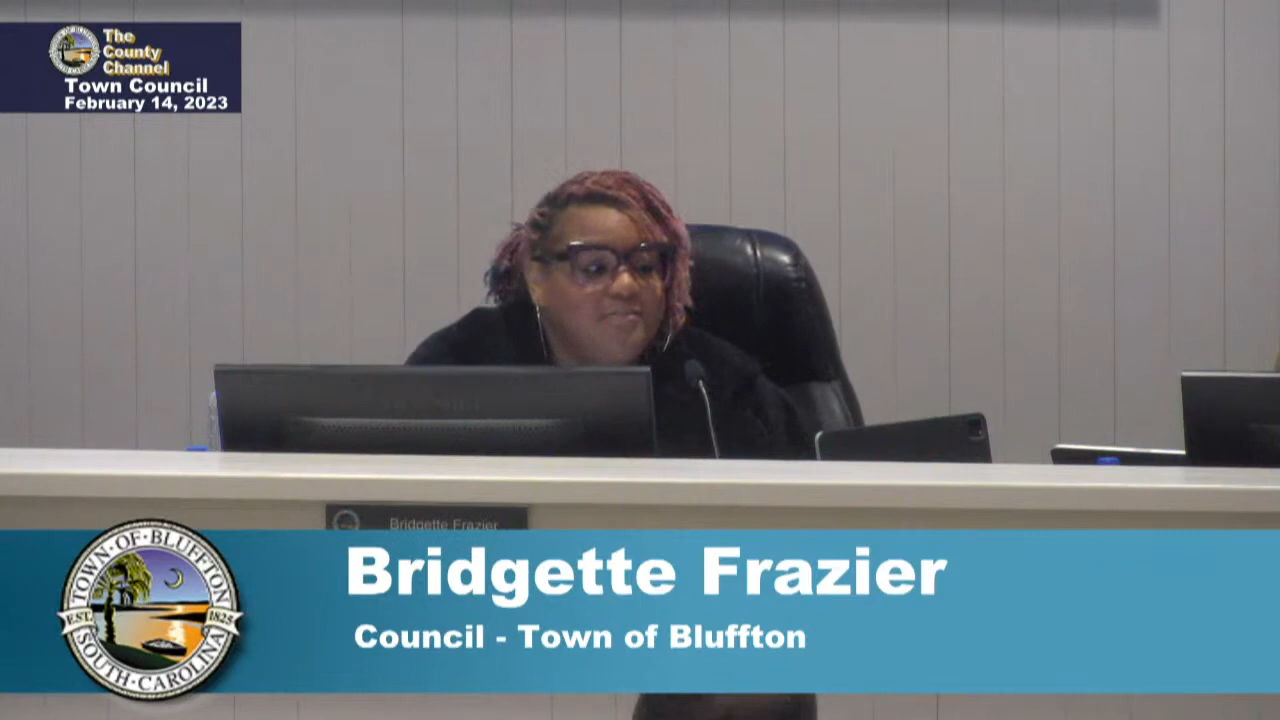 The
County
Channel
Town Council
February 14, 2023
Bridgette Frazier
Bridgette Frazier
Council - Town of Bluffton
TOWN·OF·BLUFFTON
EST. 1825
SOUTH·CAROLINA